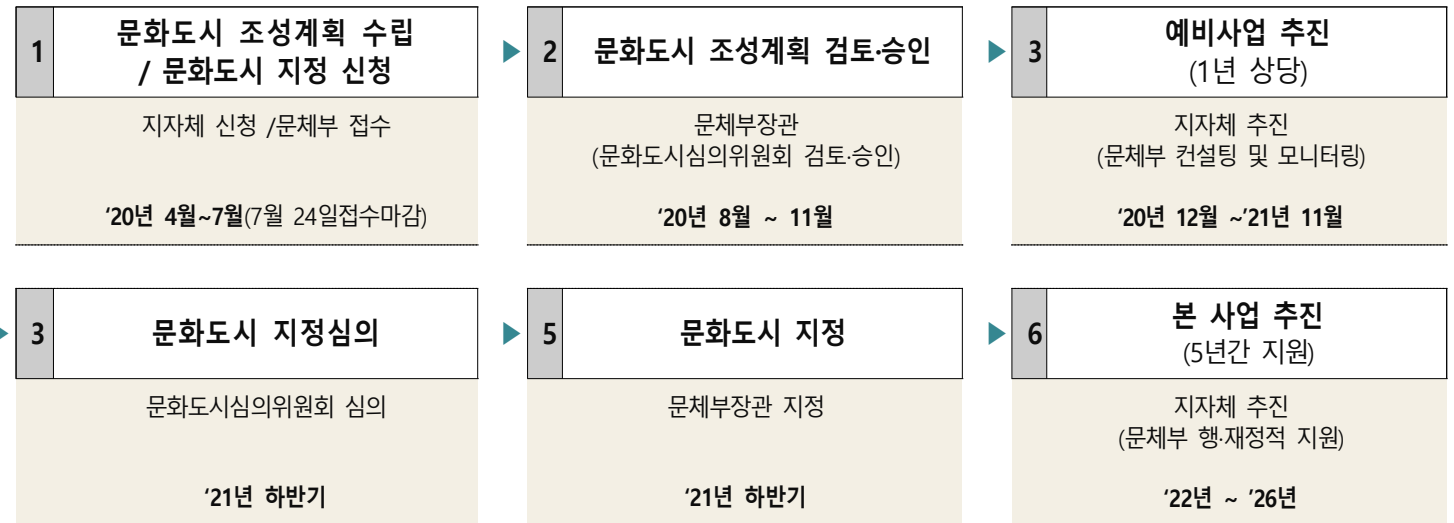 1
문화도시 조성계획 수립
/ 문화도시 지정 신청
지자체 신청 /문체부 접수
‘20년 4월~7월(7월 24일접수마감)
2
문화도시 조성계획 검토·승인
문체부장관
(문화도시심의위원회 검토·승인)
‘20년 8월 ~ 11월
3
예비사업 추진
(1년 상당)
지자체 추진
(문체부 컨설팅 및 모니터링)
‘20년 12월 ~’21년 11월
3
문화도시 지정심의
문화도시심의위원회 심의
‘21년 하반기
5
문화도시 지정
문체부장관 지정
‘21년 하반기
6
본 사업 추진
(5년간 지원)
지자체 추진
(문체부 행·재정적 지원)
‘22년 ~ ’26년